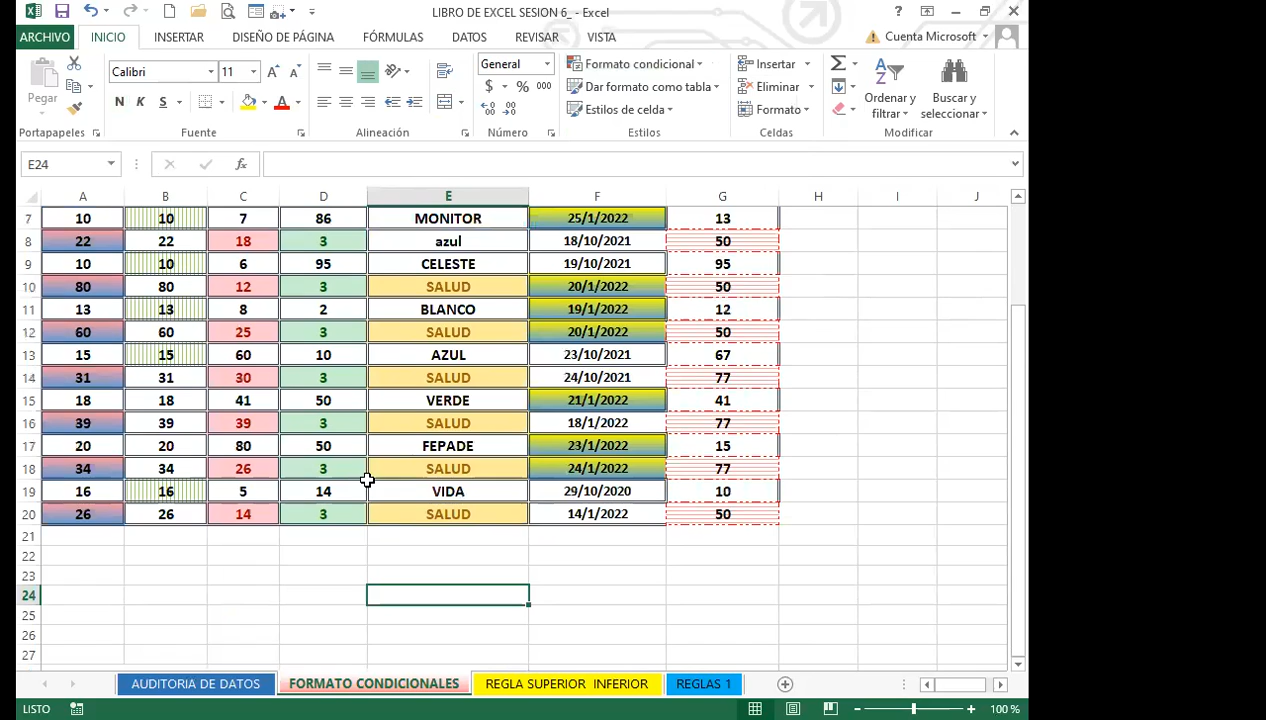 LIBRO DE EXCEL SESION 6_ - Excel
ARCHIVO INICIO INSERTAR DISEÑO DE PÁGINA FÓRMULAS DATOS REVISAR VISTA Cuenta Microsoft
Calibri 11 General Formato condicional Insertar
Pegar N K S $ % 000 Dar formato como tabla Eliminar Ordenar y Buscar y
Estilos de celda Formato filtrar seleccionar
Portapapeles Fuente Alineación Número Estilos Celdas Modificar
E24 fx
A B C D E F G H I J
7 10 10 7 86 MONITOR 25/1/2022 13
8 22 22 18 3 azul 18/10/2021 50
9 10 10 6 95 CELESTE 19/10/2021 95
10 80 80 12 3 SALUD 20/1/2022 50
11 13 13 8 2 BLANCO 19/1/2022 12
12 60 60 25 3 SALUD 20/1/2022 50
13 15 15 60 10 AZUL 23/10/2021 67
14 31 31 30 3 SALUD 24/10/2021 77
15 18 18 41 50 VERDE 21/1/2022 41
16 39 39 39 3 SALUD 18/1/2022 77
17 20 20 80 50 FEPADE 23/1/2022 15
18 34 34 26 3 SALUD 24/1/2022 77
19 16 16 5 14 VIDA 29/10/2020 10
20 26 26 14 3 SALUD 14/1/2022 50
21
22
23
24
25
26
27
AUDITORIA DE DATOS FORMATO CONDICIONALES REGLA SUPERIOR INFERIOR REGLAS 1
LISTO 100 %